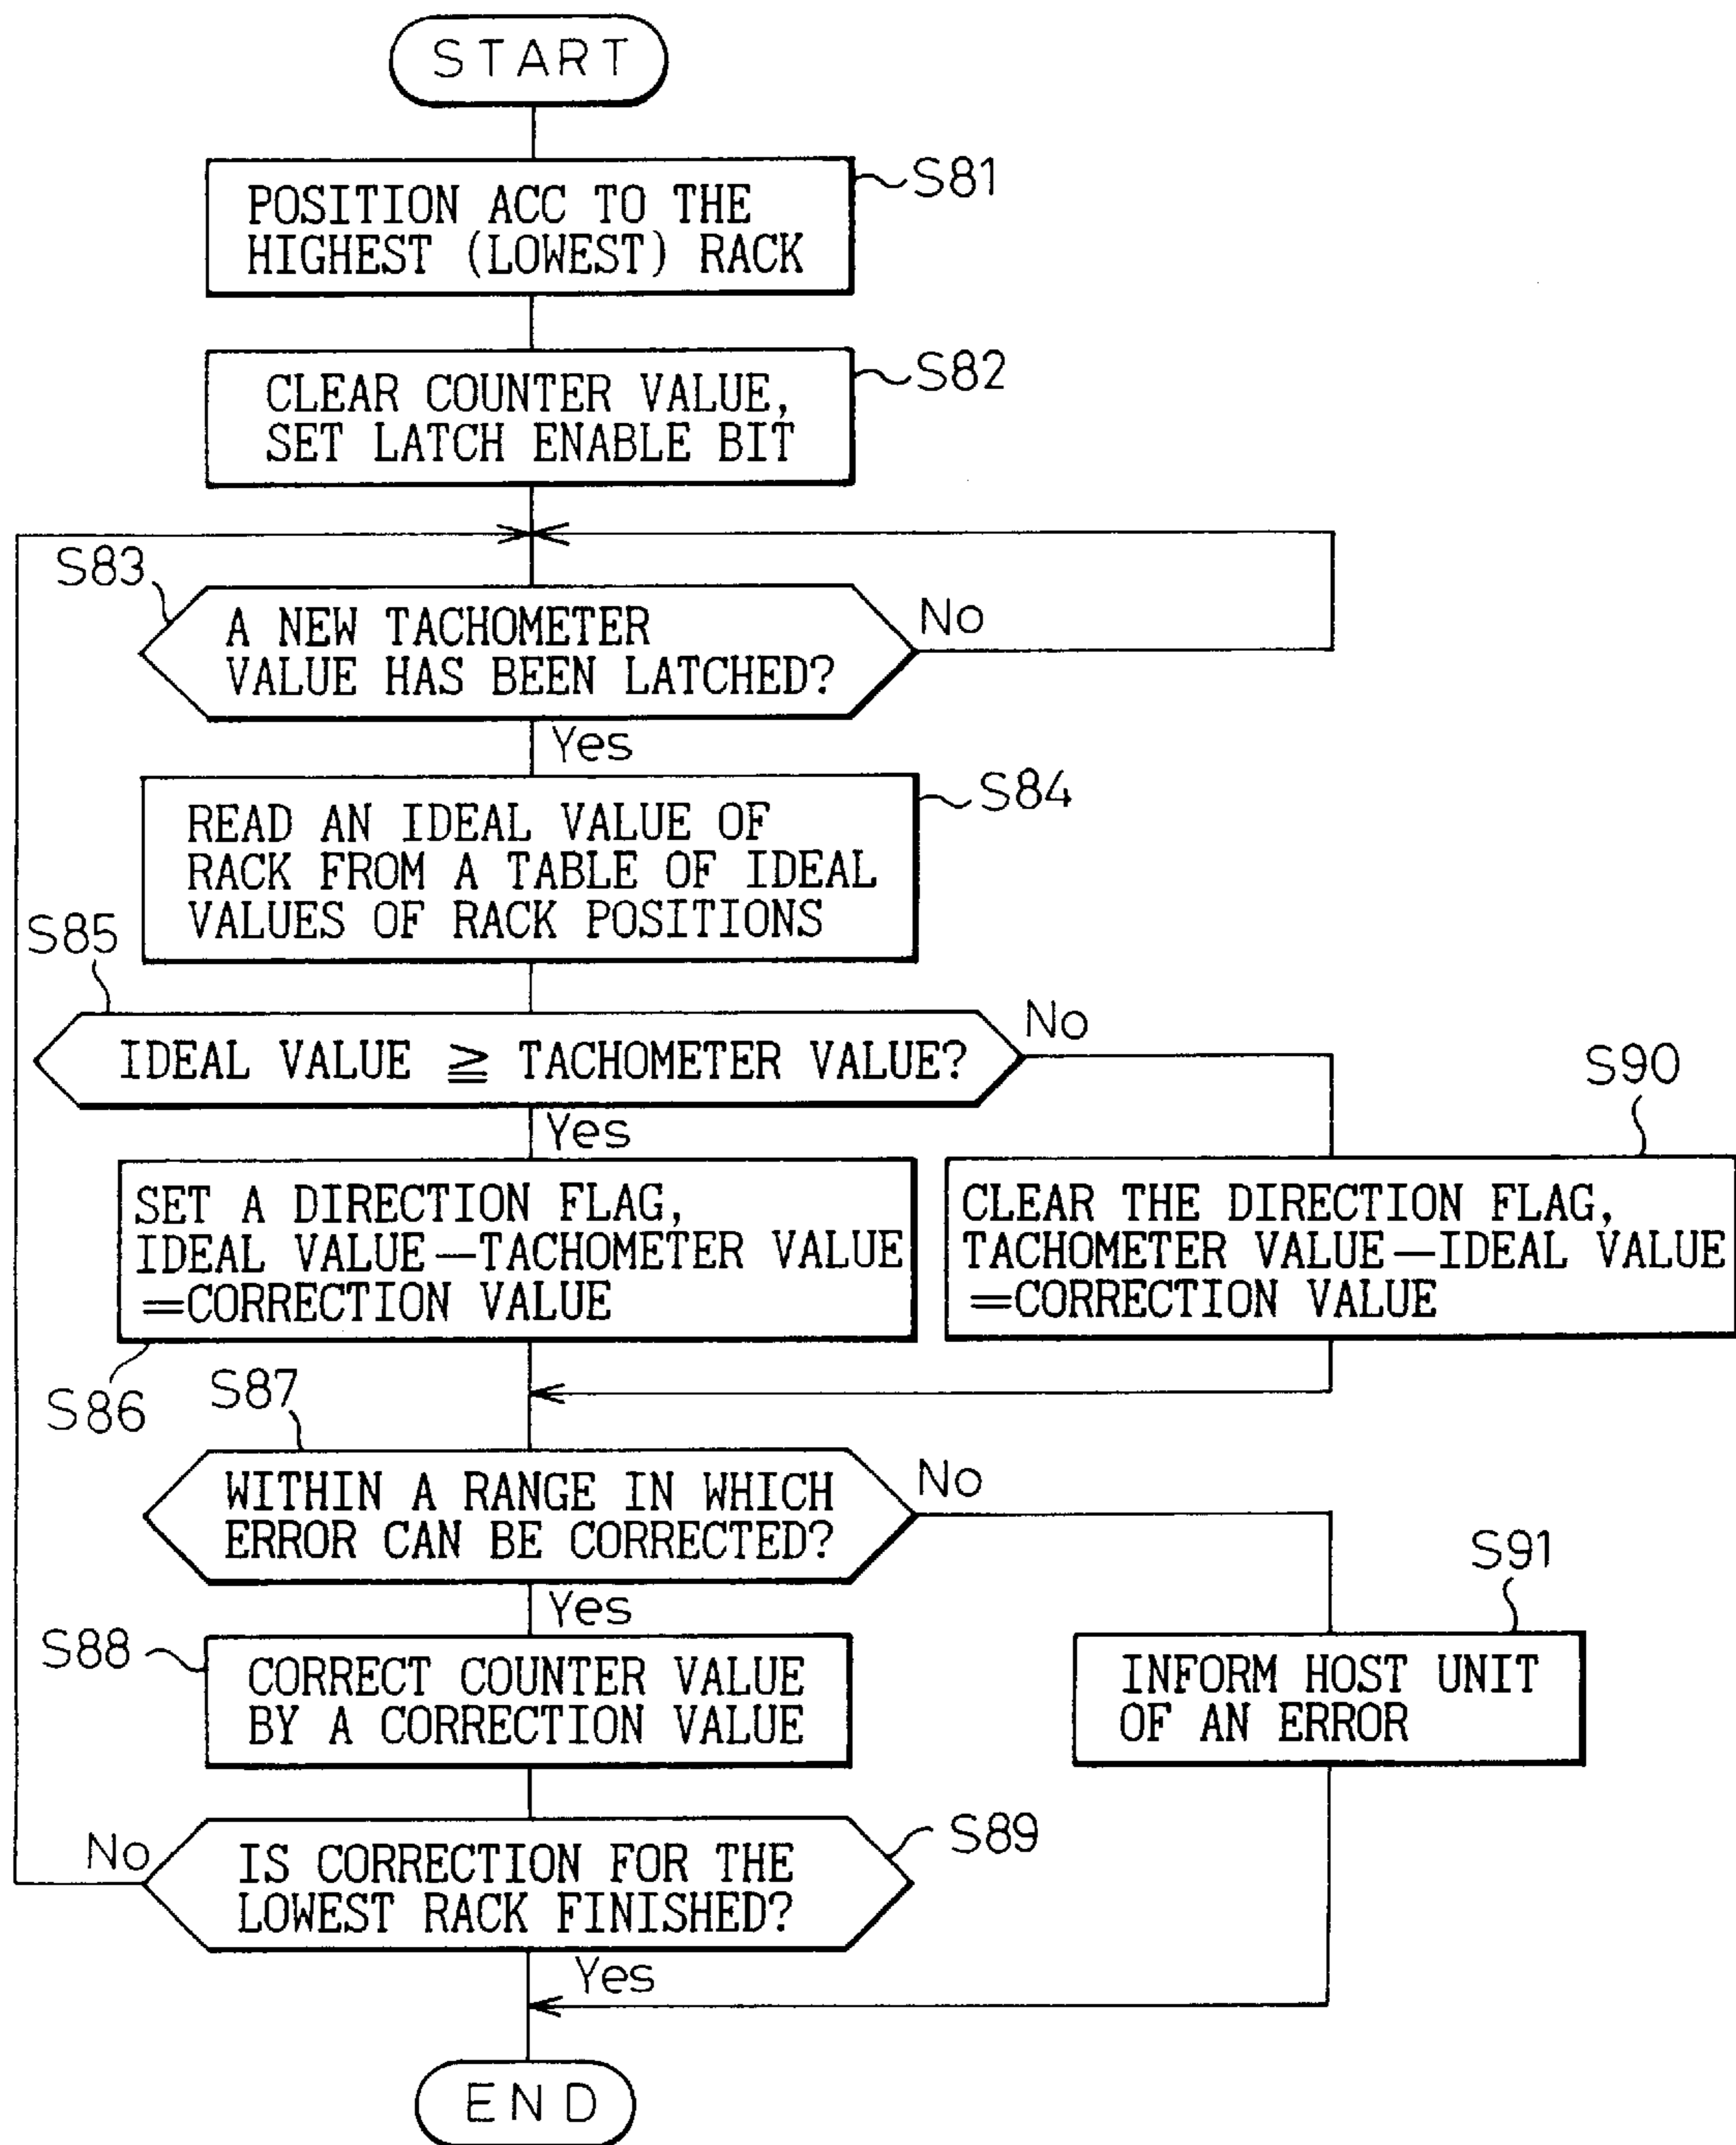 START
POSITION ACC TO THE
HIGHEST (LOWEST) RACK
S81
CLEAR COUNTER VALUE,
SET LATCH ENABLE BIT
S82
S83
A NEW TACHOMETER
VALUE HAS BEEN LATCHED?
No
Yes
READ AN IDEAL VALUE OF
RACK FROM A TABLE OF IDEAL
VALUES OF RACK POSITIONS
S84
S85
IDEAL VALUE ≧ TACHOMETER VALUE?
No
Yes
S90
SET A DIRECTION FLAG,
IDEAL VALUE—TACHOMETER VALUE
=CORRECTION VALUE
S86
CLEAR THE DIRECTION FLAG,
TACHOMETER VALUE—IDEAL VALUE
=CORRECTION VALUE
S87
WITHIN A RANGE IN WHICH
ERROR CAN BE CORRECTED?
No
Yes
S88
CORRECT COUNTER VALUE
BY A CORRECTION VALUE
S91
INFORM HOST UNIT
OF AN ERROR
S89
IS CORRECTION FOR THE
LOWEST RACK FINISHED?
No
Yes
END